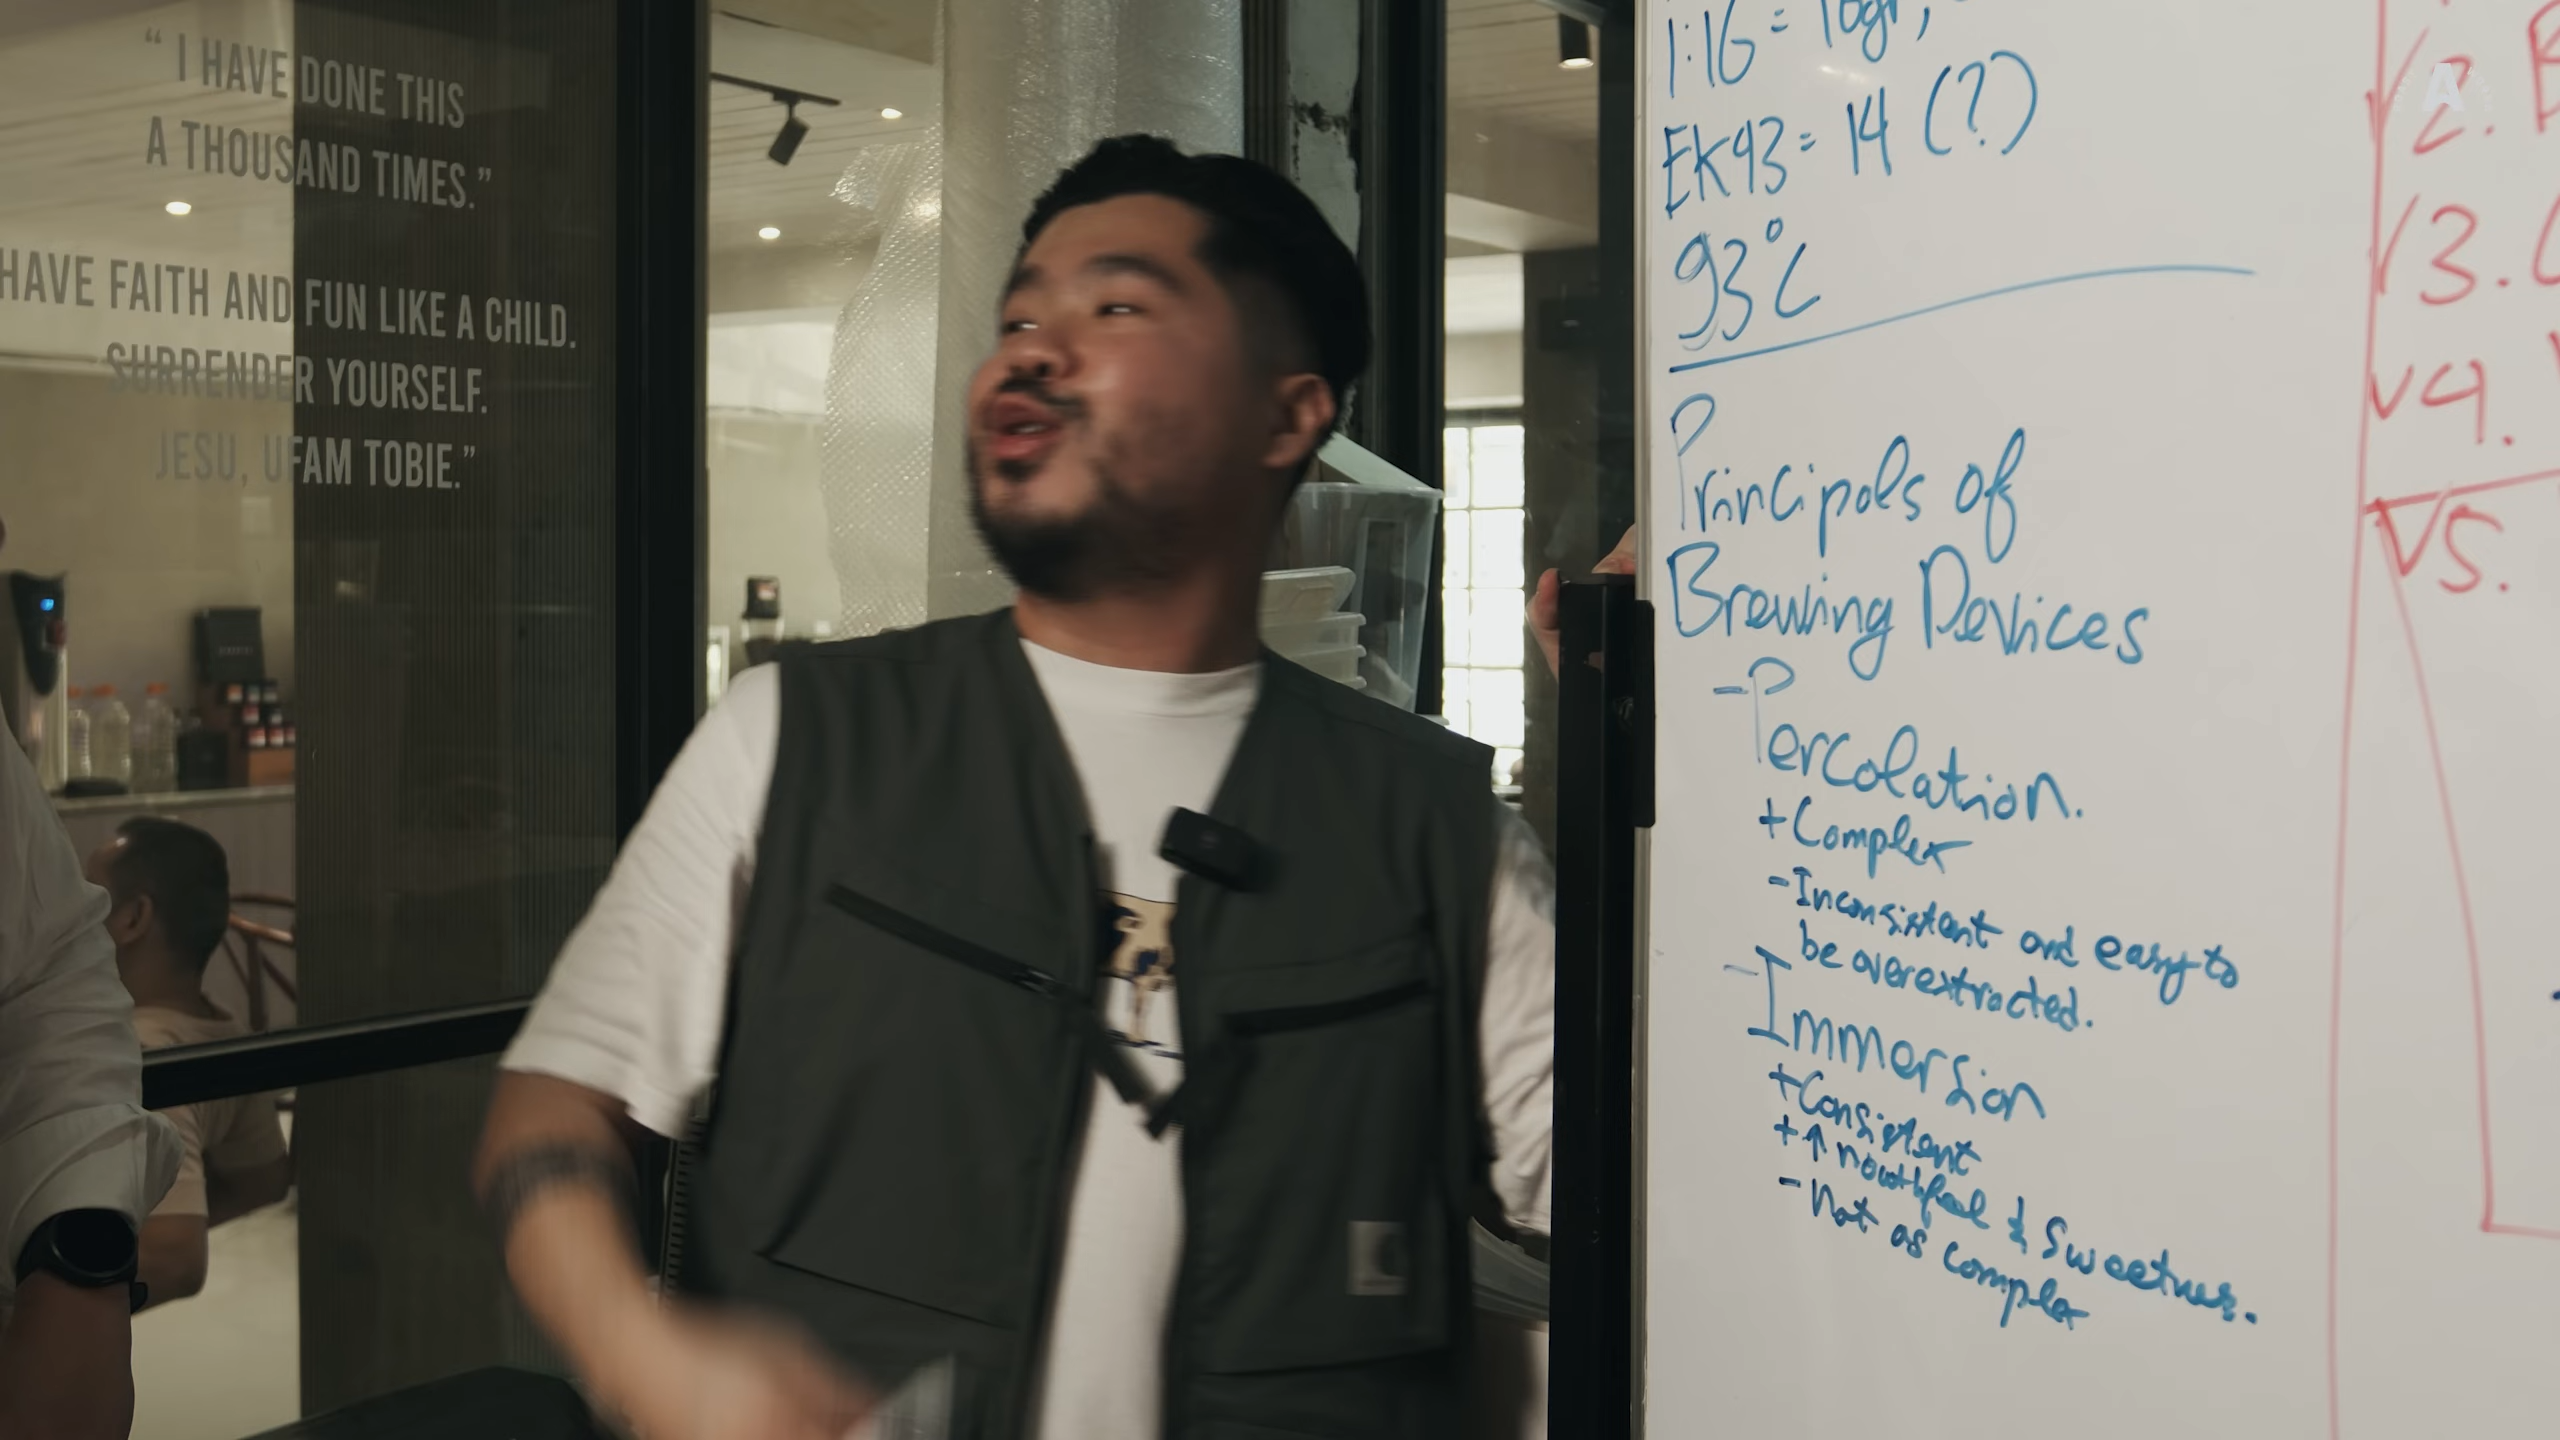 “ I HAVE DONE THIS
A THOUSAND TIMES.”
HAVE FAITH AND FUN LIKE A CHILD.
SURRENDER YOURSELF.
JESU, UFAM TOBIE.”
1:16 = 16gr,
EK43 = 14 (?)
93°C
Principals of
Brewing Devices
- Percolation.
+ Complex
- Inconsistent and easy to
be overextracted.
- Immersion
+ Consistent
+ ↑ mouthfeel & Sweetness.
- Not as complex
√2. B
√3.
√4.
√5.
A